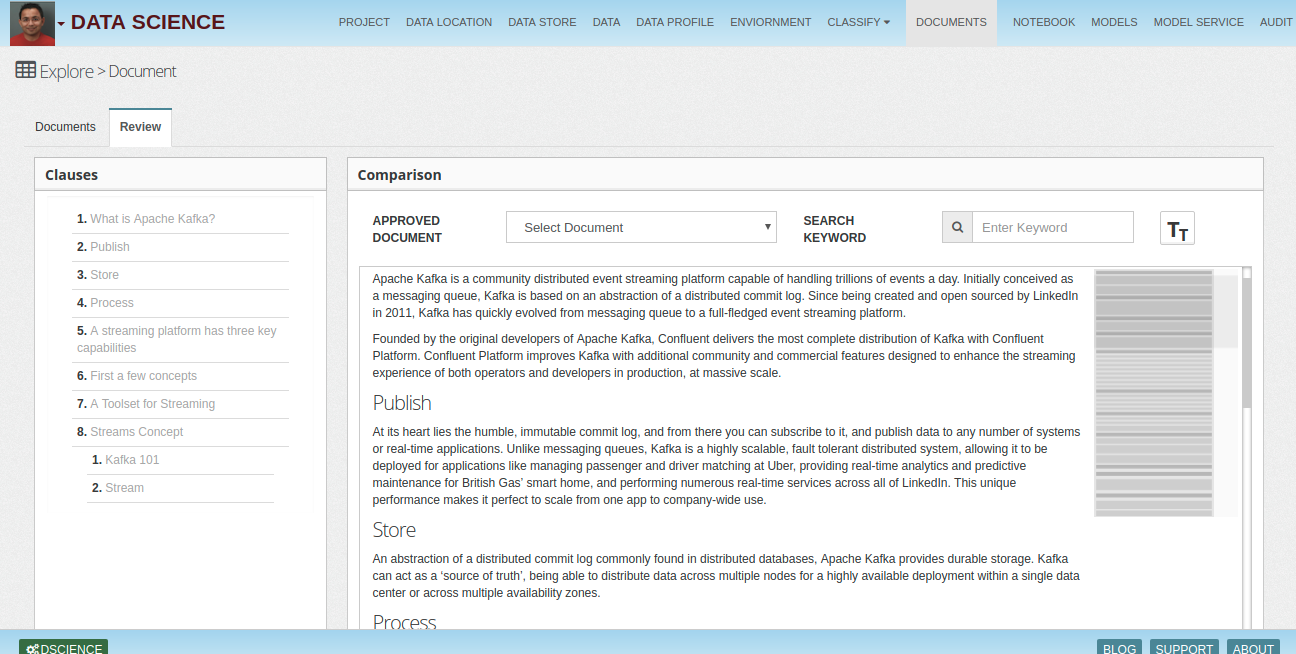 DATA SCIENCE
PROJECT DATA LOCATION DATA STORE DATA DATA PROFILE ENVIORNMENT CLASSIFY DOCUMENTS NOTEBOOK MODELS MODEL SERVICE AUDIT
Explore > Document
Documents Review
Clauses
1. What is Apache Kafka?
2. Publish
3. Store
4. Process
5. A streaming platform has three key
capabilities
6. First a few concepts
7. A Toolset for Streaming
8. Streams Concept
1. Kafka 101
2. Stream
Comparison
APPROVED
DOCUMENT
Select Document
SEARCH
KEYWORD
Enter Keyword
TT
Apache Kafka is a community distributed event streaming platform capable of handling trillions of events a day. Initially conceived as
a messaging queue, Kafka is based on an abstraction of a distributed commit log. Since being created and open sourced by LinkedIn
in 2011, Kafka has quickly evolved from messaging queue to a full-fledged event streaming platform.
Founded by the original developers of Apache Kafka, Confluent delivers the most complete distribution of Kafka with Confluent
Platform. Confluent Platform improves Kafka with additional community and commercial features designed to enhance the streaming
experience of both operators and developers in production, at massive scale.
Publish
At its heart lies the humble, immutable commit log, and from there you can subscribe to it, and publish data to any number of systems
or real-time applications. Unlike messaging queues, Kafka is a highly scalable, fault tolerant distributed system, allowing it to be
deployed for applications like managing passenger and driver matching at Uber, providing real-time analytics and predictive
maintenance for British Gas' smart home, and performing numerous real-time services across all of LinkedIn. This unique
performance makes it perfect to scale from one app to company-wide use.
Store
An abstraction of a distributed commit log commonly found in distributed databases, Apache Kafka provides durable storage. Kafka
can act as a ‘source of truth’, being able to distribute data across multiple nodes for a highly available deployment within a single data
center or across multiple availability zones.
Process
DSCIENCE
BLOG SUPPORT ABOUT